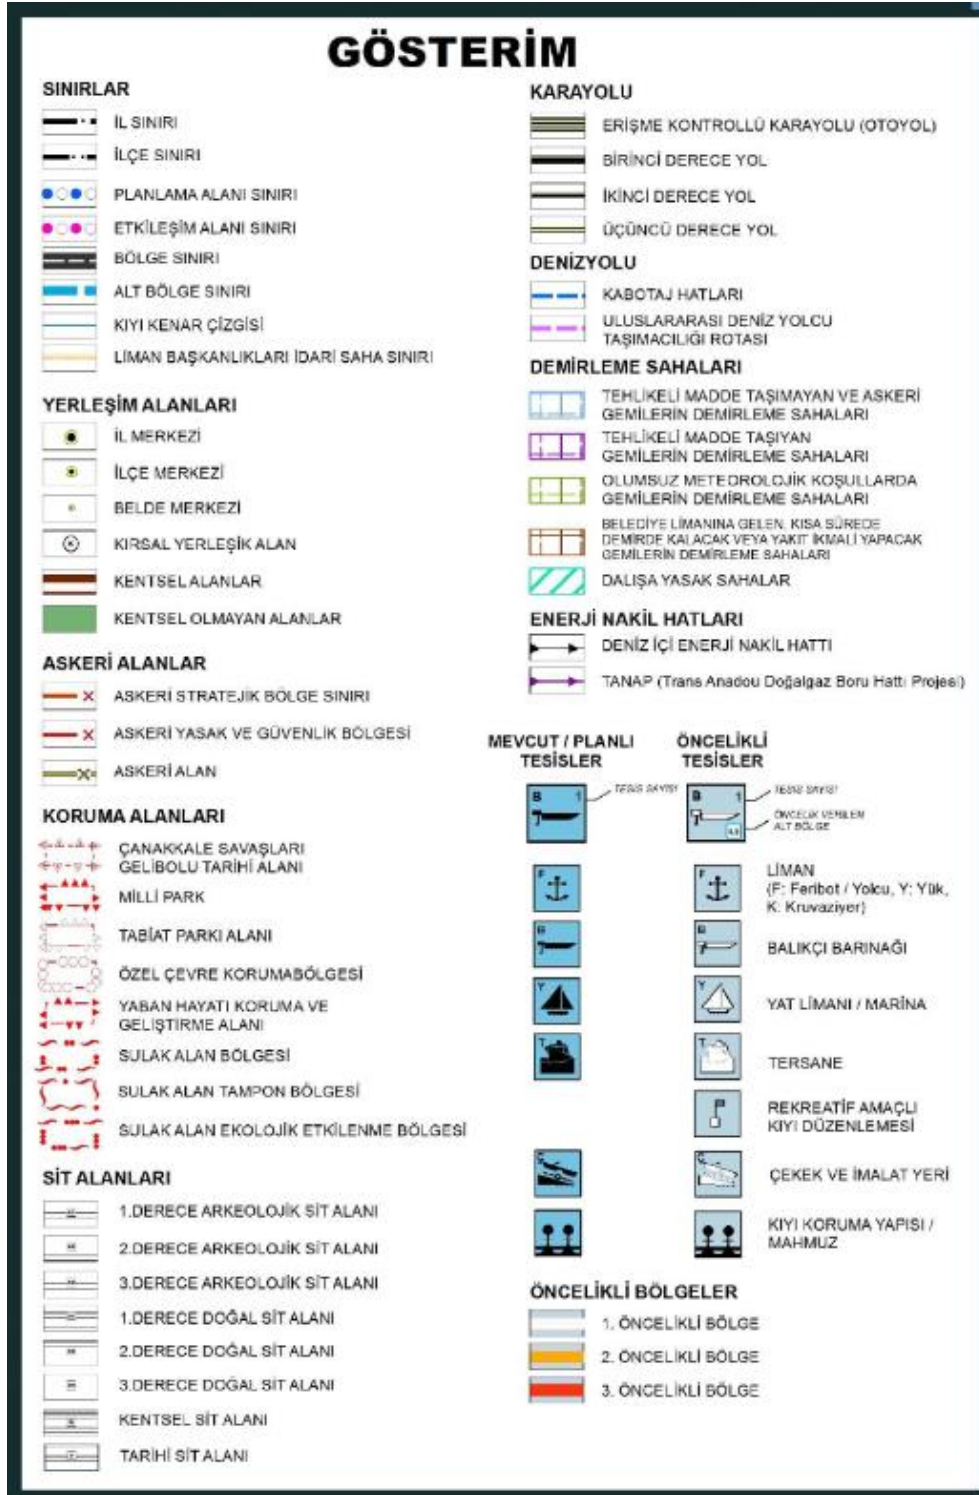 GÖSTERİM
SINIRLAR
İL SINIRI
İLÇE SINIRI
PLANLAMA ALANI SINIRI
ETKİLEŞİM ALANI SINIRI
BÖLGE SINIRI
ALT BÖLGE SINIRI
KIYI KENAR ÇİZGİSİ
LİMAN BAŞKANLIKLARI İDARİ SAHA SINIRI
YERLEŞİM ALANLARI
İL MERKEZİ
İLÇE MERKEZİ
BELDE MERKEZİ
KIRSAL YERLEŞİK ALAN
KENTSEL ALANLAR
KENTSEL OLMAYAN ALANLAR
ASKERİ ALANLAR
ASKERİ STRATEJİK BÖLGE SINIRI
ASKERİ YASAK VE GÜVENLİK BÖLGESİ
ASKERİ ALAN
KORUMA ALANLARI
ÇANAKKALE SAVAŞLARI
GELİBOLU TARİHİ ALANI
MİLLİ PARK
TABİAT PARKI ALANI
ÖZEL ÇEVRE KORUMABÖLGESİ
YABAN HAYATI KORUMA VE
GELİŞTİRME ALANI
SULAK ALAN BÖLGESİ
SULAK ALAN TAMPON BÖLGESİ
SULAK ALAN EKOLOJİK ETKİLENME BÖLGESİ
SİT ALANLARI
1.DERECE ARKEOLOJİK SİT ALANI
2.DERECE ARKEOLOJİK SİT ALANI
3.DERECE ARKEOLOJİK SİT ALANI
1.DERECE DOĞAL SİT ALANI
2.DERECE DOĞAL SİT ALANI
3.DERECE DOĞAL SİT ALANI
KENTSEL SİT ALANI
TARİHİ SİT ALANI
KARAYOLU
ERİŞME KONTROLLÜ KARAYOLU (OTOYOL)
BİRİNCİ DERECE YOL
İKİNCİ DERECE YOL
ÜÇÜNCÜ DERECE YOL
DENİZYOLU
KABOTAJ HATLARI
ULUSLARARASI DENİZ YOLCU
TAŞIMACILIĞI ROTASI
DEMİRLEME SAHALARI
TEHLİKELİ MADDE TAŞIMAYAN VE ASKERİ
GEMİLERİN DEMİRLEME SAHALARI
TEHLİKELİ MADDE TAŞIYAN
GEMİLERİN DEMİRLEME SAHALARI
OLUMSUZ METEOROLOJİK KOŞULLARDA
GEMİLERİN DEMİRLEME SAHALARI
BELEDİYE LİMANINA GELEN, KISA SÜREDE
DEMİRDE KALACAK VEYA YAKIT İKMALİ YAPACAK
GEMİLERİN DEMİRLEME SAHALARI
DALIŞA YASAK SAHALAR
ENERJİ NAKİL HATLARI
DENİZ İÇİ ENERJİ NAKİL HATTI
TANAP (Trans Anadou Doğalgaz Boru Hattı Projesi)
MEVCUT / PLANLI
TESİSLER
ÖNCELİKLİ
TESİSLER
B 1
TESİS SAYISI
B 1
TESİS SAYISI
ÖNCELİK VERİLEN
ALT BÖLGE
F
F
LİMAN
(F: Feribot / Yolcu, Y: Yük,
K: Kruvaziyer)
B
B
BALIKÇI BARINAĞI
Y
Y
YAT LİMANI / MARİNA
T
T
TERSANE
REKREATİF AMAÇLI
KIYI DÜZENLEMESİ
Ç
Ç
ÇEKEK VE İMALAT YERİ
KIYI KORUMA YAPISI /
MAHMUZ
ÖNCELİKLİ BÖLGELER
1. ÖNCELİKLİ BÖLGE
2. ÖNCELİKLİ BÖLGE
3. ÖNCELİKLİ BÖLGE